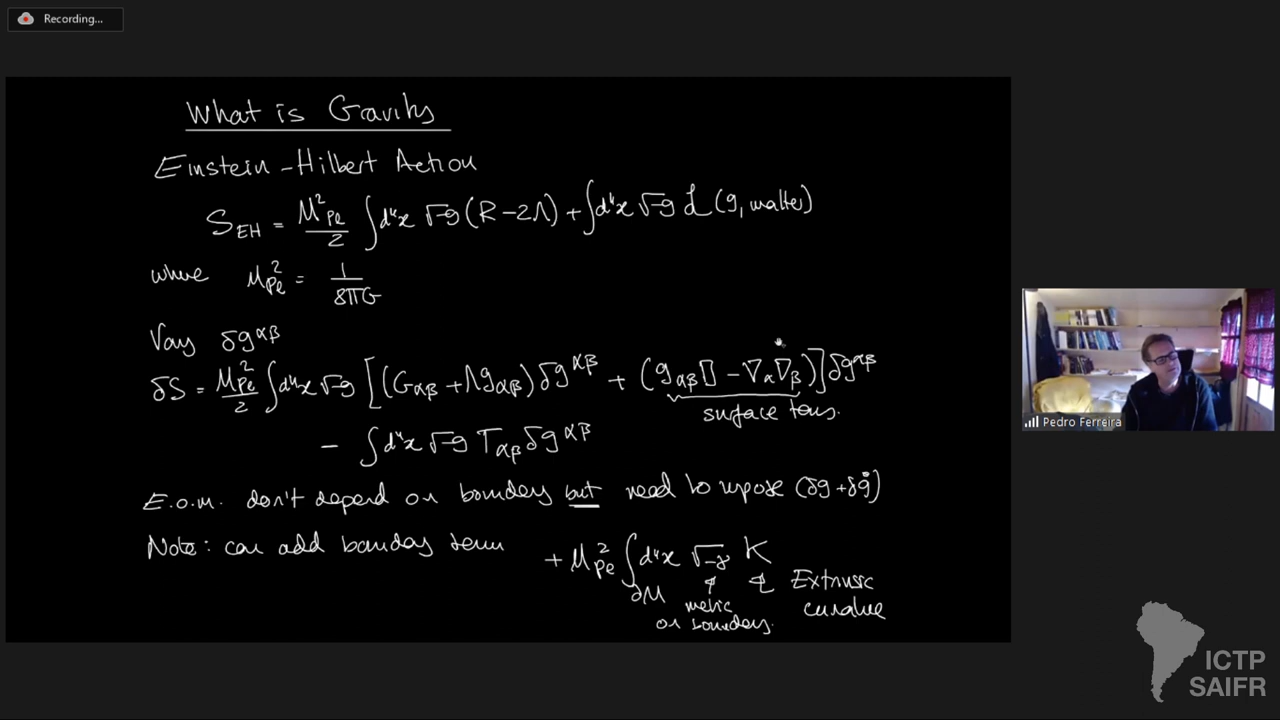 Recording...
What is Gravity
Einstein-Hilbert Action
S_EH = M²_Pl/2 ∫d⁴x √-g (R-2Λ) + ∫d⁴x √-g L (g, matter)
where M²_Pl = 1/8πG
Vary δg^αβ
δS = M²_Pl/2 ∫d⁴x √-g [(G_αβ + Λg_αβ) δg^αβ + (g_αβ □ - ∇_α ∇_β)] δg^αβ
surface terms.
- ∫d⁴x √-g T_αβ δg^αβ
E.o.m. don't depend on boundary but need to impose (δg + δġ)
Note: can add boundary term + M²_Pl ∫_∂M d⁴x √-γ K
metric on boundary.
Extrinsic curvature
Pedro Ferreira
ICTP
SAIFR